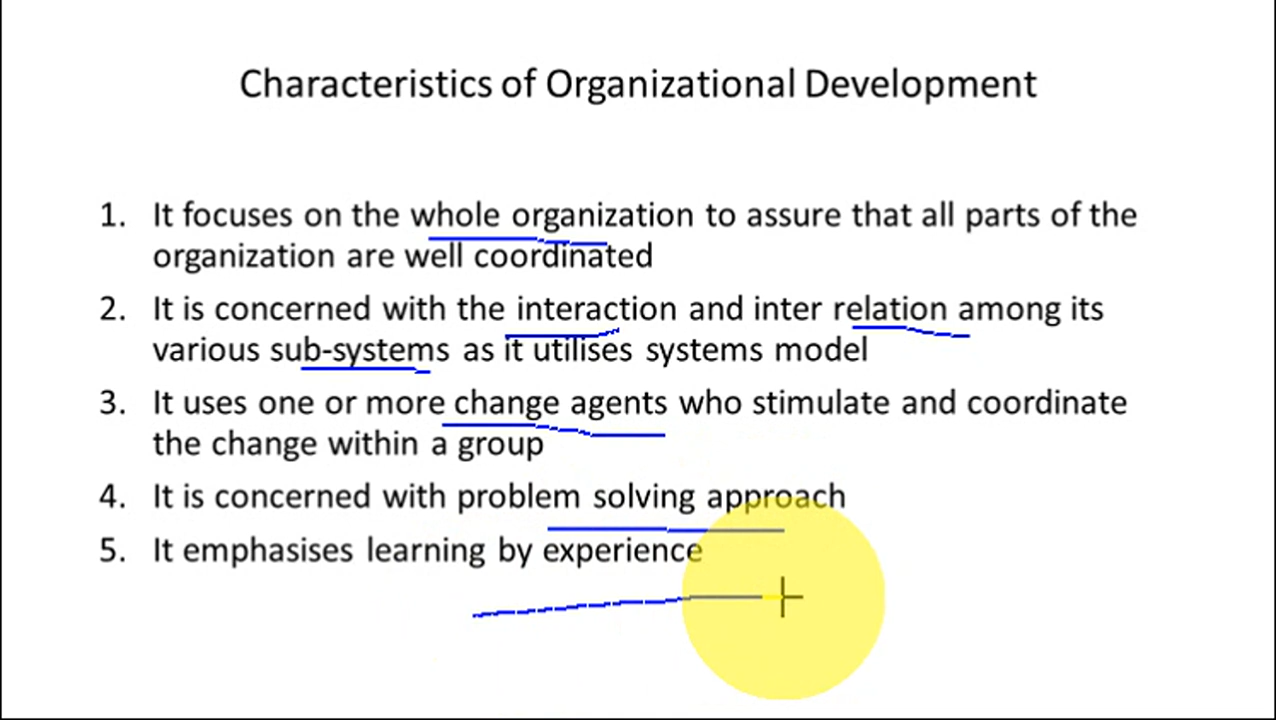 Characteristics of Organizational Development
1. It focuses on the whole organization to assure that all parts of the
organization are well coordinated
2. It is concerned with the interaction and inter relation among its
various sub-systems as it utilises systems model
3. It uses one or more change agents who stimulate and coordinate
the change within a group
4. It is concerned with problem solving approach
5. It emphasises learning by experience